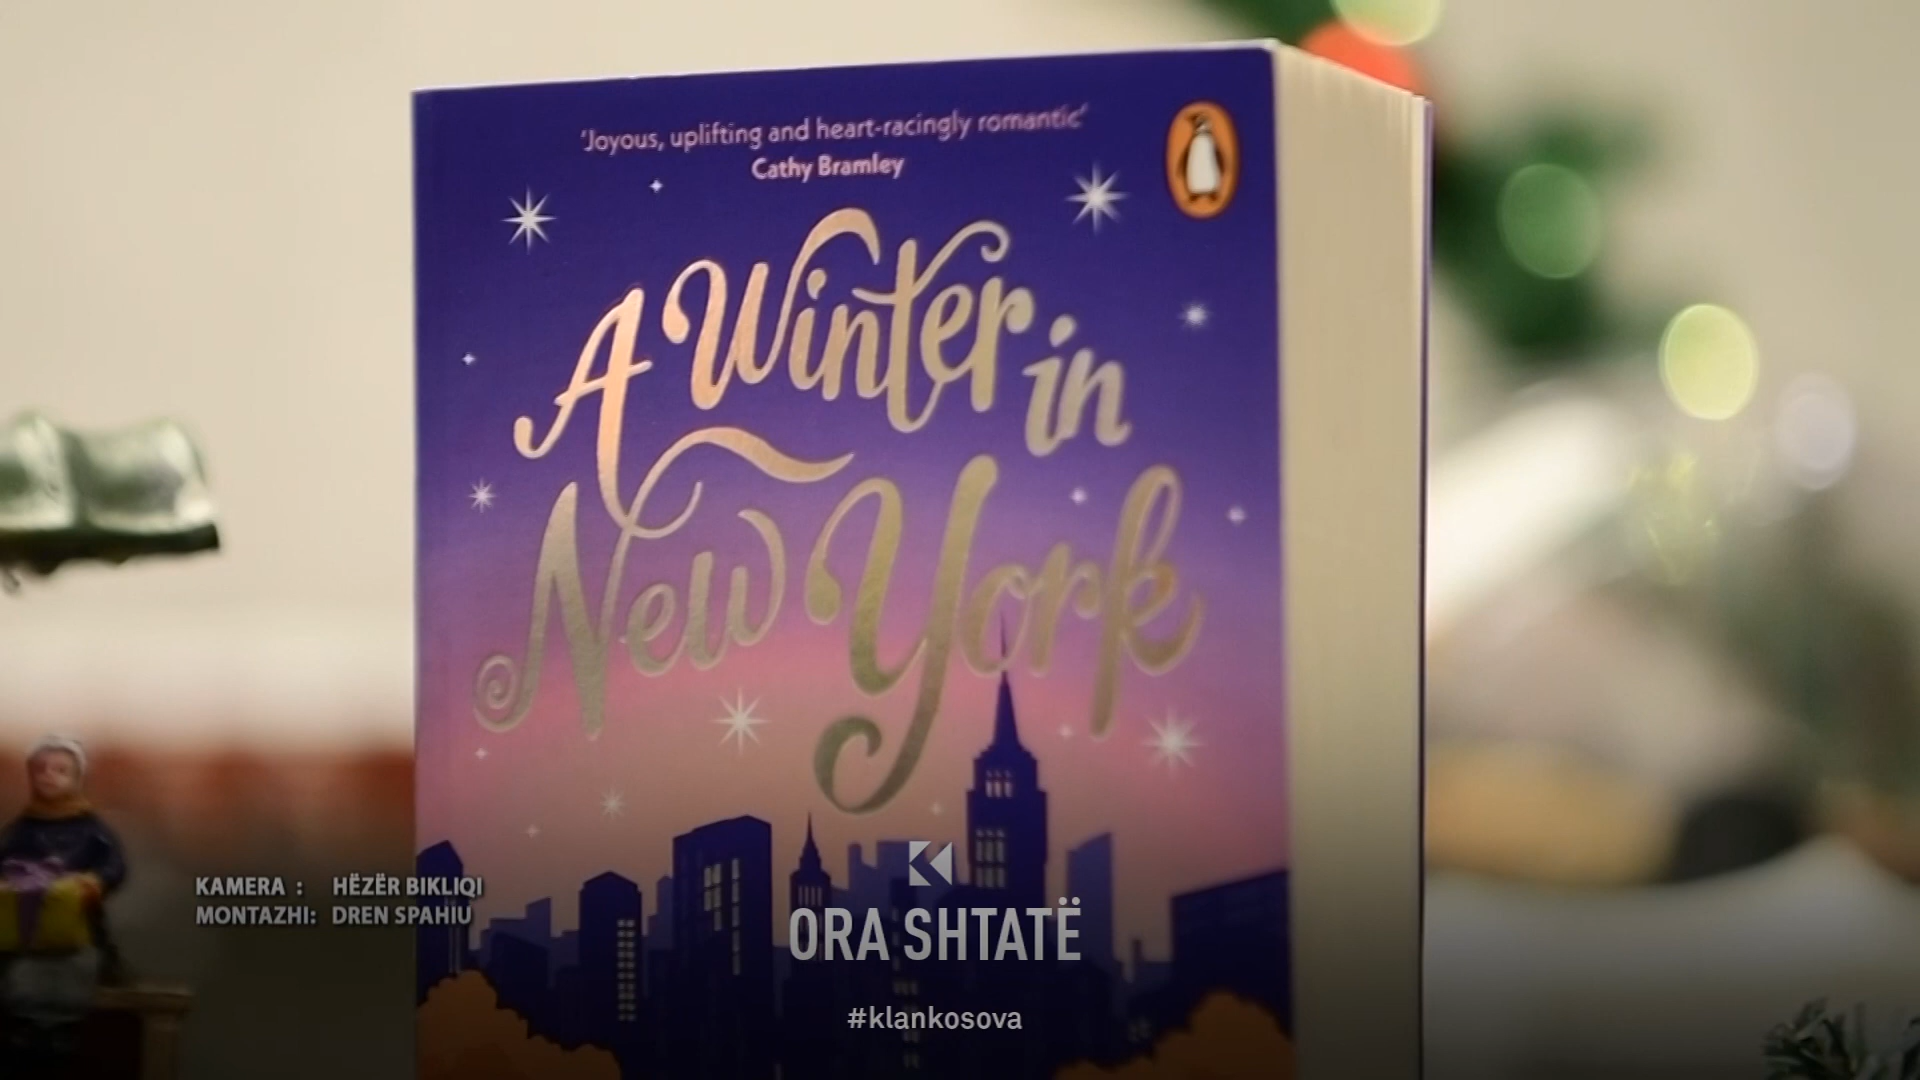 'Joyous, uplifting and heart-racingly romantic'
Cathy Bramley
A Winter in
New York
KAMERA : HËZËR BIKLIQI
MONTAZHI: DREN SPAHIU
ORA SHTATË
#klankosova